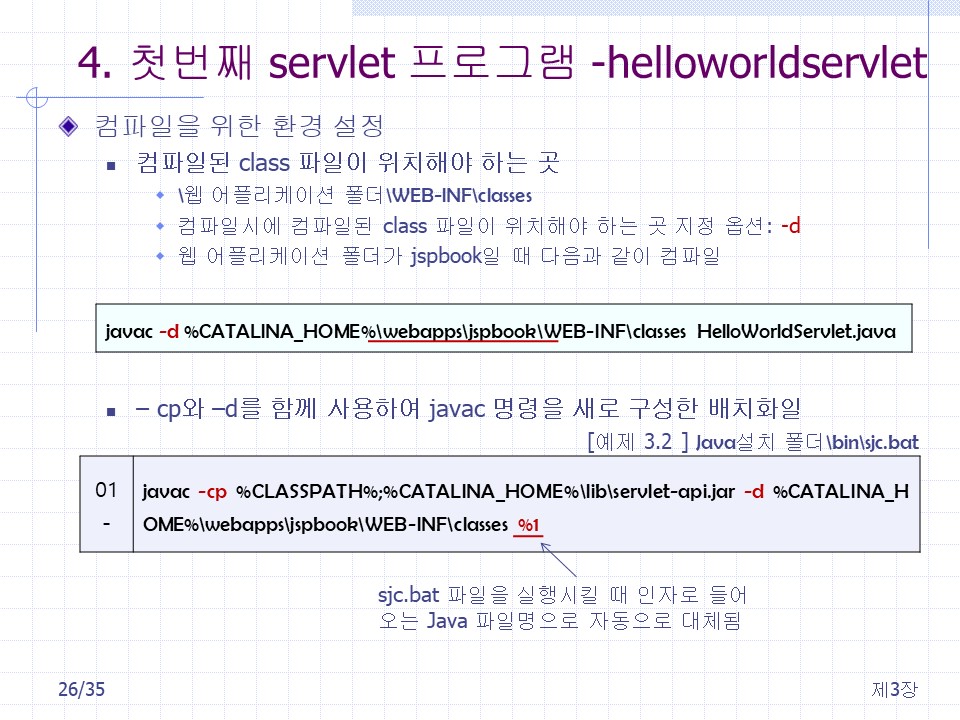 4. 첫번째 servlet 프로그램 -helloworldservlet
컴파일을 위한 환경 설정
컴파일된 class 파일이 위치해야 하는 곳
\웹 어플리케이션 폴더\WEB-INF\classes
컴파일시에 컴파일된 class 파일이 위치해야 하는 곳 지정 옵션: -d
웹 어플리케이션 폴더가 jspbook일 때 다음과 같이 컴파일
javac -d %CATALINA_HOME%\webapps\jspbook\WEB-INF\classes HelloWorldServlet.java
– cp와 –d를 함께 사용하여 javac 명령을 새로 구성한 배치화일
[예제 3.2 ] Java설치 폴더\bin\sjc.bat
01 javac -cp %CLASSPATH%;%CATALINA_HOME%\lib\servlet-api.jar -d %CATALINA_H
- OME%\webapps\jspbook\WEB-INF\classes %1
sjc.bat 파일을 실행시킬 때 인자로 들어
오는 Java 파일명으로 자동으로 대체됨
26/35
제3장